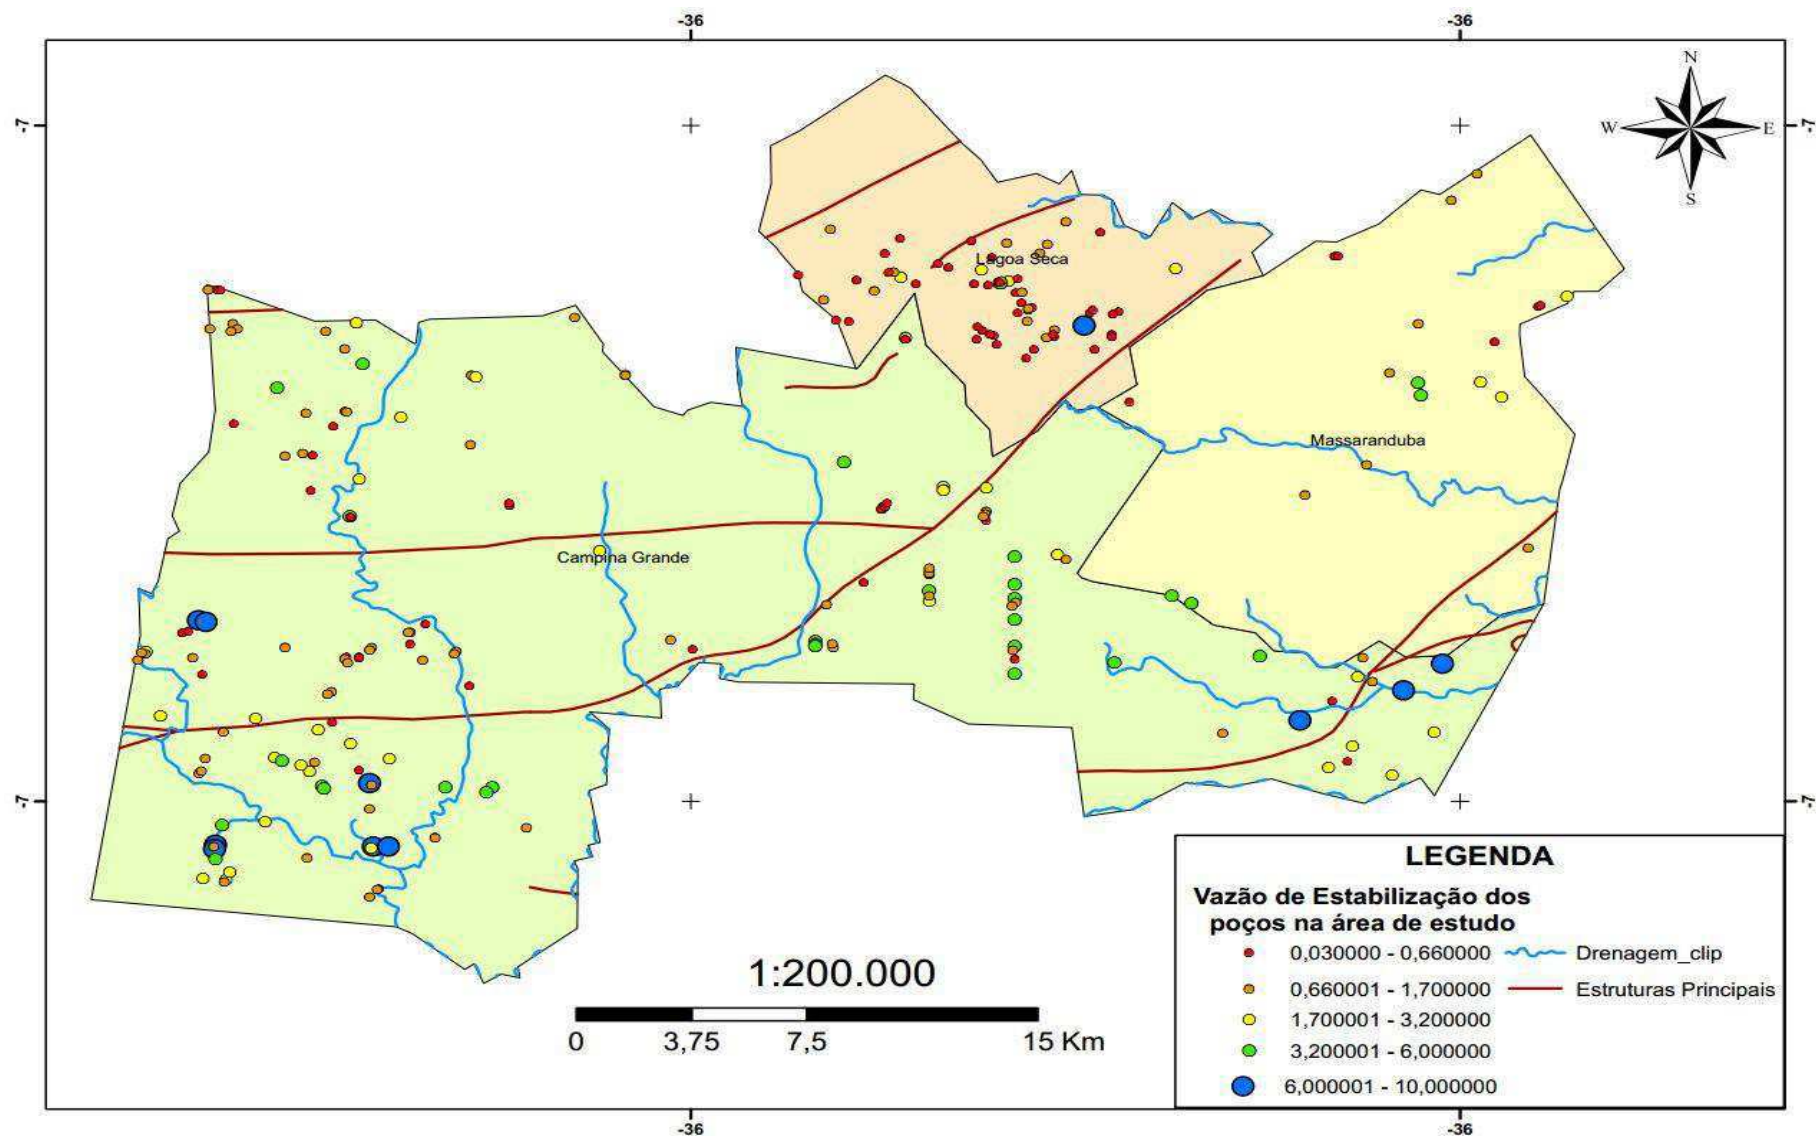 -36
-36
N
-7
W
E
-7
S
Lagoa Seca
Massaranduba
Campina Grande
-7
-7
LEGENDA
Vazão de Estabilização dos
poços na área de estudo
0,030000 - 0,660000
Drenagem_clip
0,660001 - 1,700000
Estruturas Principais
1,700001 - 3,200000
3,200001 - 6,000000
6,000001 - 10,000000
1:200.000
0 3,75 7,5 15 Km
-36
-36